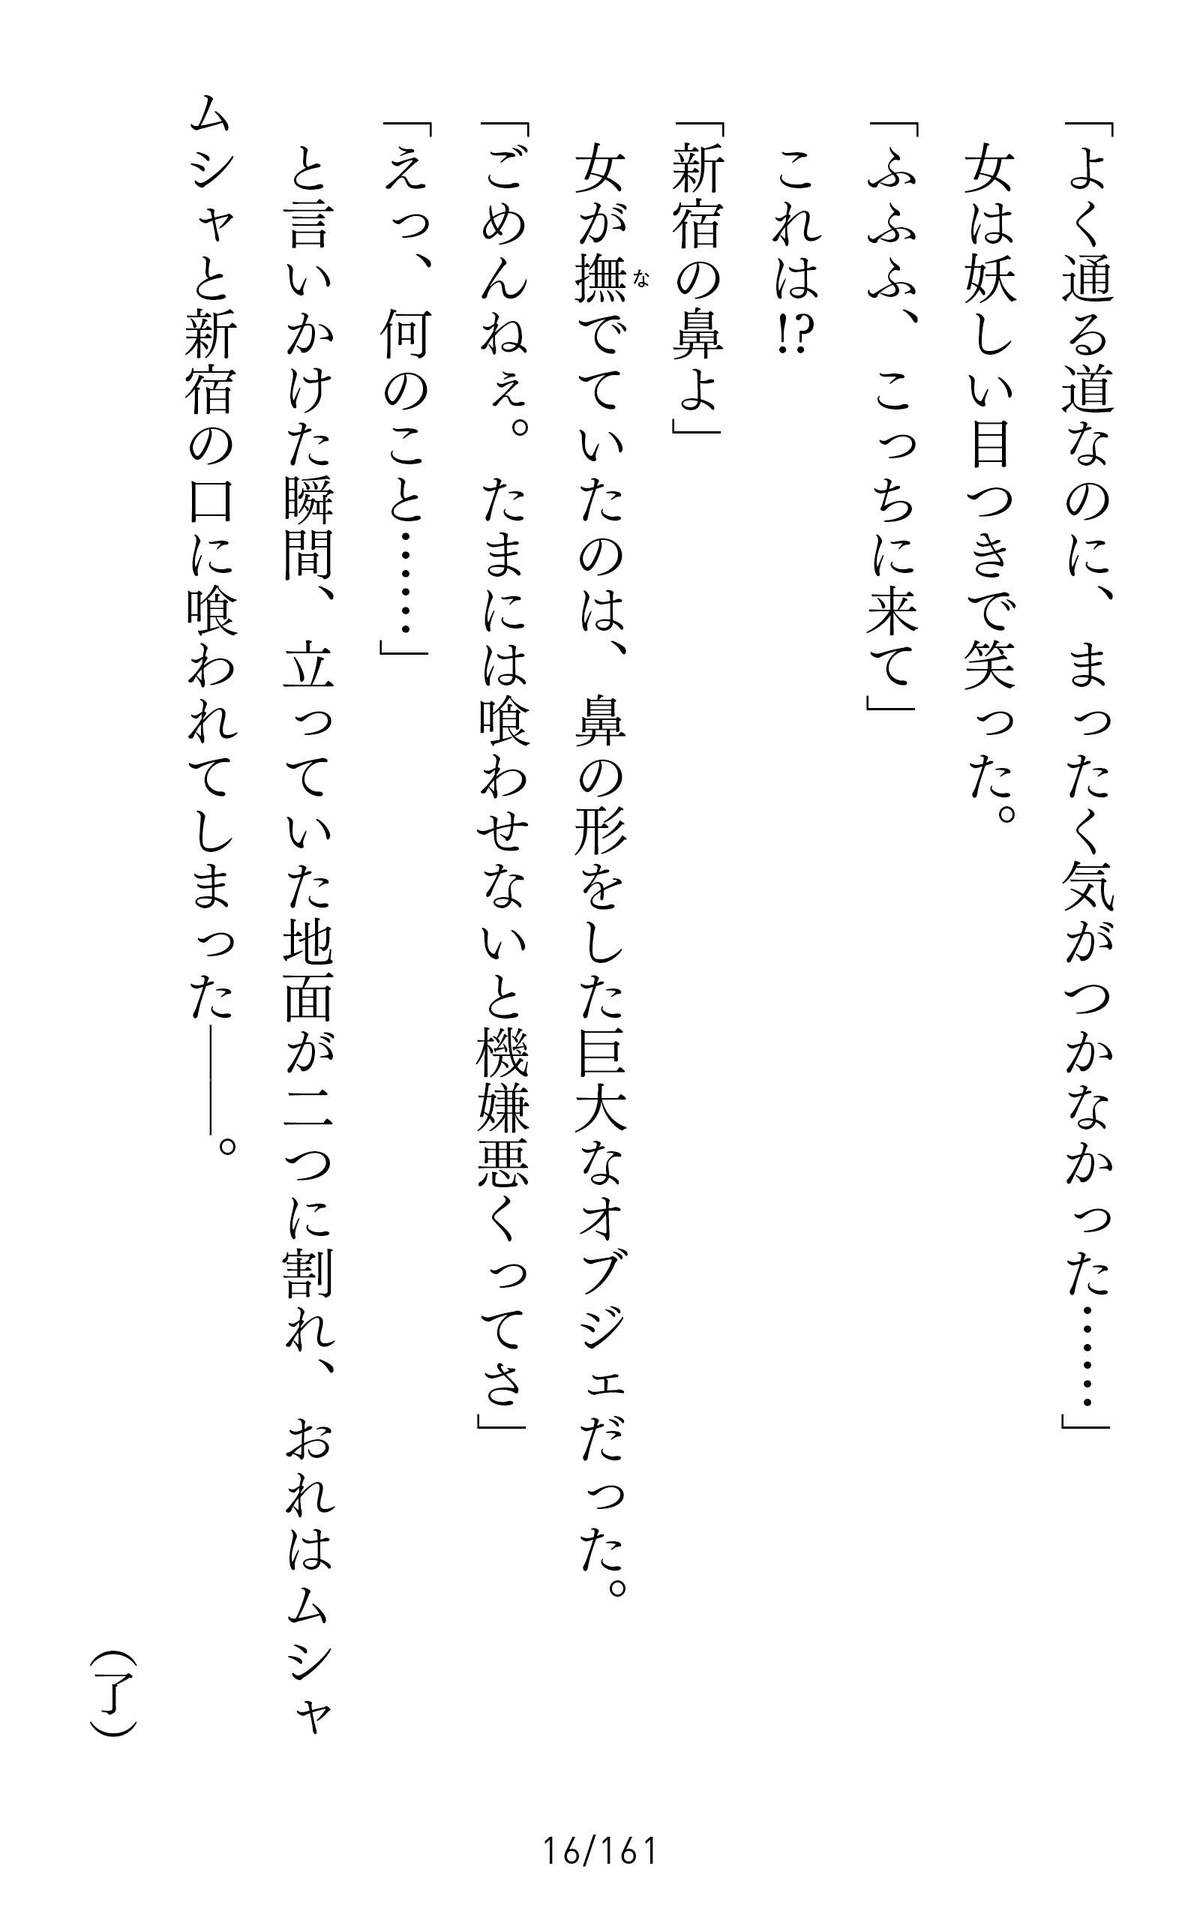 「よく通る道なのに、まったく気がつかなかった……」
女は妖しい目つきで笑った。
「ふふふ、こっちに来て」
これは!?
「新宿の鼻よ」
女が撫でていたのは、鼻の形をした巨大なオブジェだった。
な
「ごめんねぇ。たまには喰わせないと機嫌悪くってさ」
「えっ、何のこと……」
と言いかけた瞬間、立っていた地面が二つに割れ、おれはムシャ
ムシャと新宿の口に喰われてしまった――。
（了）
16/161